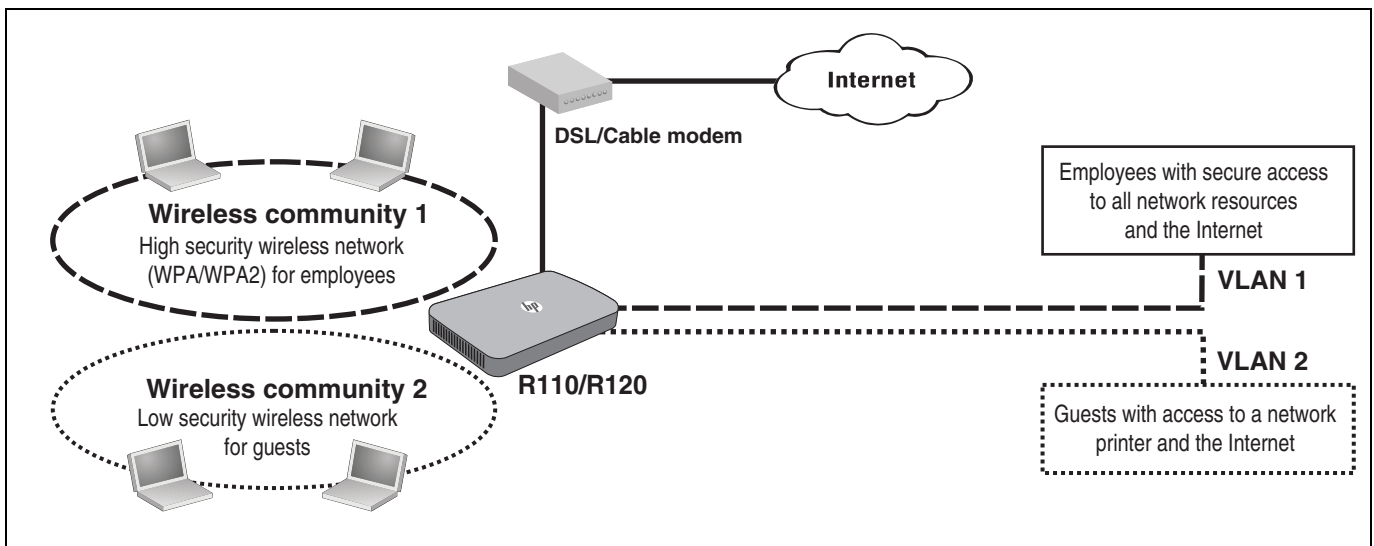 Internet
DSL/Cable modem
Wireless community 1
High security wireless network
(WPA/WPA2) for employees
Employees with secure access
to all network resources
and the Internet
VLAN 1
hp
R110/R120
Wireless community 2
Low security wireless network
for guests
VLAN 2
Guests with access to a network
printer and the Internet